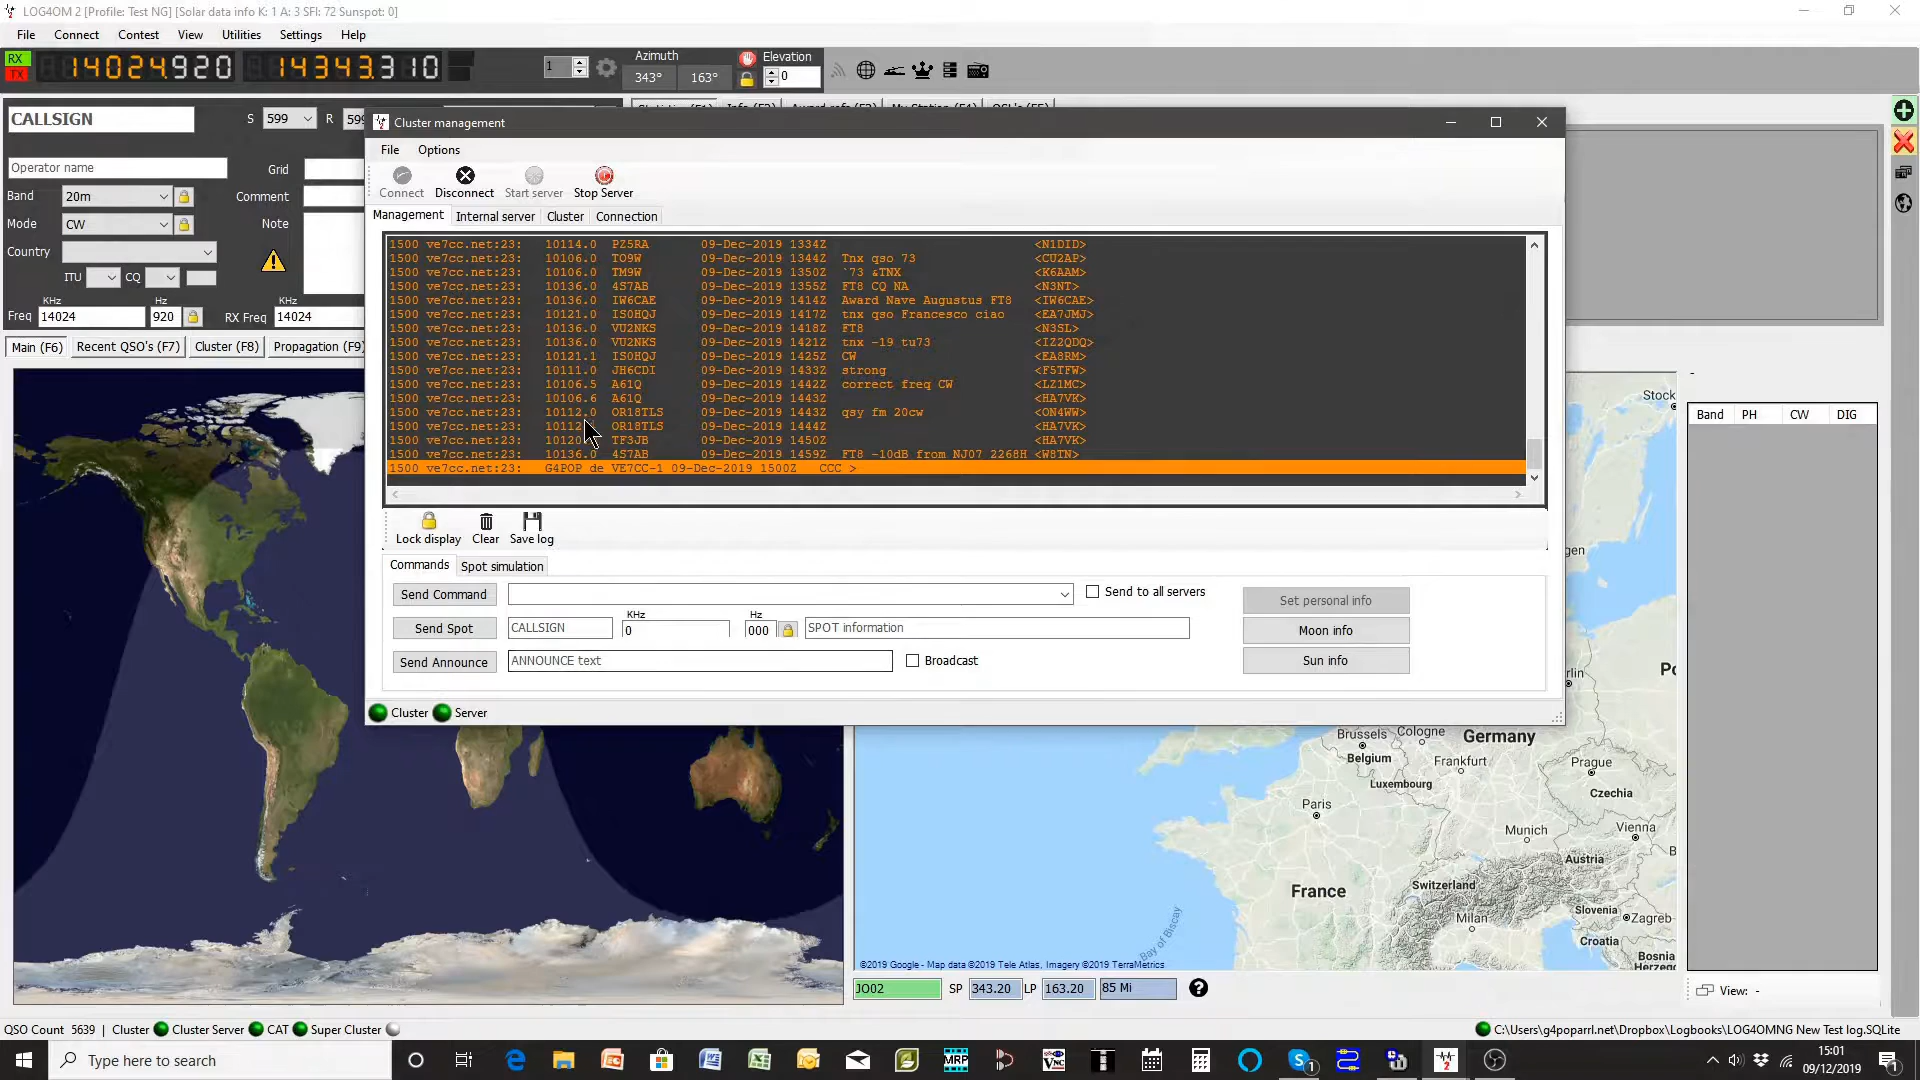 LOG4OM 2 [Profile: Test NG] [Solar data info K: 1 A: 3 SFI: 72 Sunspot: 0]
File Connect Contest View Utilities Settings Help
RX
TX
14024.920 14343.310
1
Azimuth
343° 163°
Elevation
0
CALLSIGN
S 599 R 599
Operator name
Grid
Band 20m
Comment
Mode CW
Note
Country
ITU CQ
KHz Hz KHz
Freq 14024 920 RX Freq 14024
Main (F6) Recent QSO's (F7) Cluster (F8) Propagation (F9)
Cluster management
File Options
Connect Disconnect Start server Stop Server
Management Internal server Cluster Connection
1500 ve7cc.net:23: 10114.0 PZ5RA 09-Dec-2019 1334Z <N1DID>
1500 ve7cc.net:23: 10106.0 TO9W 09-Dec-2019 1344Z Tnx qso 73 <CU2AP>
1500 ve7cc.net:23: 10106.0 TM9W 09-Dec-2019 1350Z `73 &TNX <K6AAM>
1500 ve7cc.net:23: 10136.0 4S7AB 09-Dec-2019 1355Z FT8 CQ NA <N3NT>
1500 ve7cc.net:23: 10136.0 IW6CAE 09-Dec-2019 1414Z Award Nave Augustus FT8 <IW6CAE>
1500 ve7cc.net:23: 10121.0 IS0HQJ 09-Dec-2019 1417Z tnx qso Francesco ciao <EA7JMJ>
1500 ve7cc.net:23: 10136.0 VU2NKS 09-Dec-2019 1418Z FT8 <N3SL>
1500 ve7cc.net:23: 10136.0 VU2NKS 09-Dec-2019 1421Z tnx -19 tu73 <IZ2QDQ>
1500 ve7cc.net:23: 10121.1 IS0HQJ 09-Dec-2019 1425Z CW <EA8RM>
1500 ve7cc.net:23: 10111.0 JH6CDI 09-Dec-2019 1433Z strong <F5TFW>
1500 ve7cc.net:23: 10106.5 A61Q 09-Dec-2019 1442Z correct freq CW <LZ1MC>
1500 ve7cc.net:23: 10106.6 A61Q 09-Dec-2019 1443Z <HA7VK>
1500 ve7cc.net:23: 10112.0 OR18TLS 09-Dec-2019 1443Z qsy fm 20cw <ON4WW>
1500 ve7cc.net:23: 10112 OR18TLS 09-Dec-2019 1444Z <HA7VK>
1500 ve7cc.net:23: 10120 TF3JB 09-Dec-2019 1450Z <HA7VK>
1500 ve7cc.net:23: 10136.0 4S7AB 09-Dec-2019 1459Z FT8 -10dB from NJ07 2268H <W8TN>
1500 ve7cc.net:23: G4POP de VE7CC-1 09-Dec-2019 1500Z CCC >
Lock display Clear Save log
Commands Spot simulation
Send Command
Send to all servers
Set personal info
KHz Hz
Send Spot CALLSIGN 0 000 SPOT information
Moon info
Send Announce ANNOUNCE text
Broadcast
Sun info
Cluster Server
Stock
Band PH CW DIG
-
Brussels
Cologne
Germany
Belgium
Frankfurt
Prague
Luxembourg
Czechia
Paris
Munich
Vienna
Austria
France
Switzerland
Slovenia
Zagreb
Milan
Croatia
Bosnia
Bay of Biscay
©2019 Google - Map data ©2019 Tele Atlas, Imagery ©2019 TerraMetrics
JO02 SP 343.20 LP 163.20 85 Mi
View: -
QSO Count 5639 | Cluster Cluster Server CAT Super Cluster
C:\Users\g4poparrl.net\Dropbox\Logbooks\LOG4OMNG New Test log.SQLite
Type here to search
MRP
15:01
09/12/2019